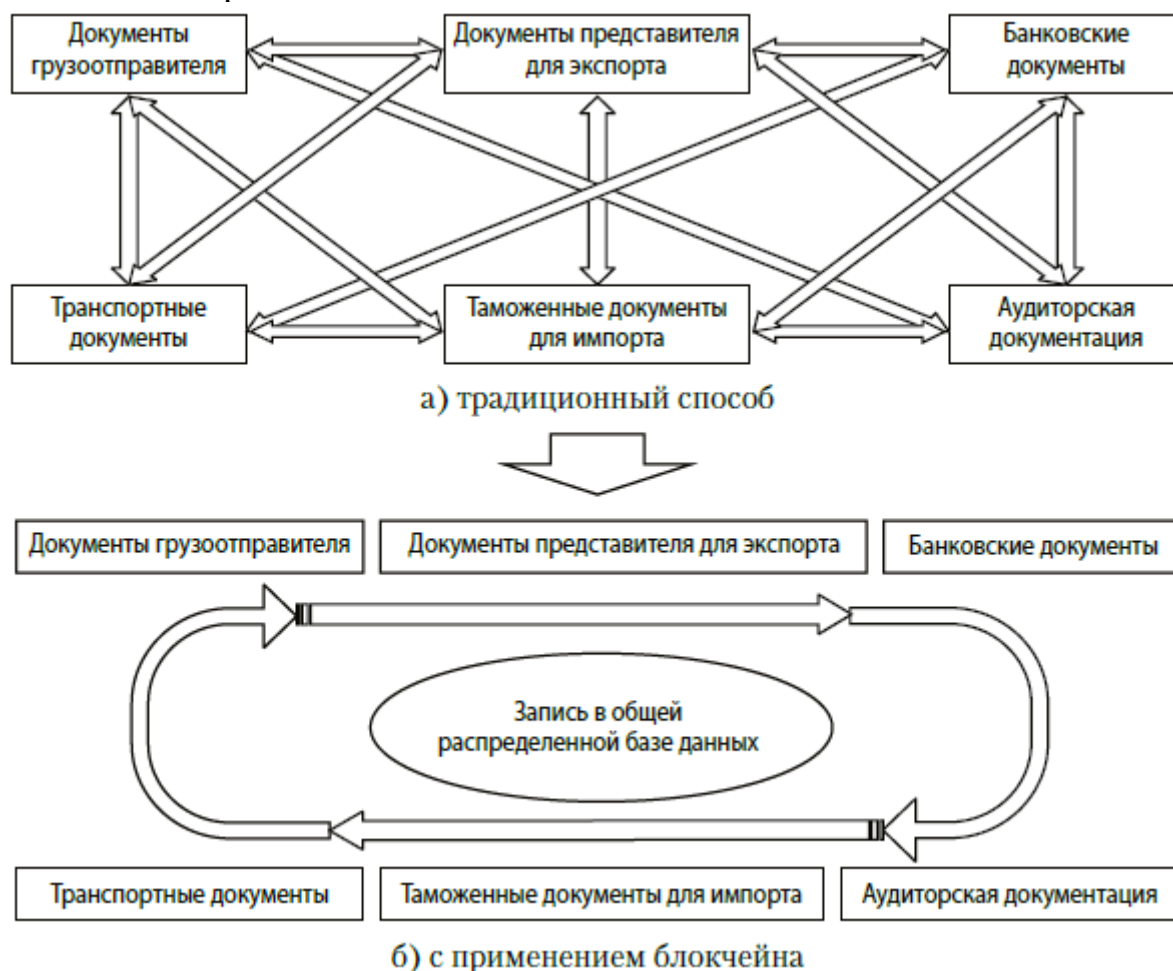 Документы
грузоотправителя
Документы представителя
для экспорта
Банковские
документы
Транспортные
документы
Таможенные документы
для импорта
Аудиторская
документация
а) традиционный способ
Документы грузоотправителя
Документы представителя для экспорта
Банковские документы
Запись в общей
распределенной базе данных
Транспортные документы
Таможенные документы для импорта
Аудиторская документация
б) с применением блокчейна